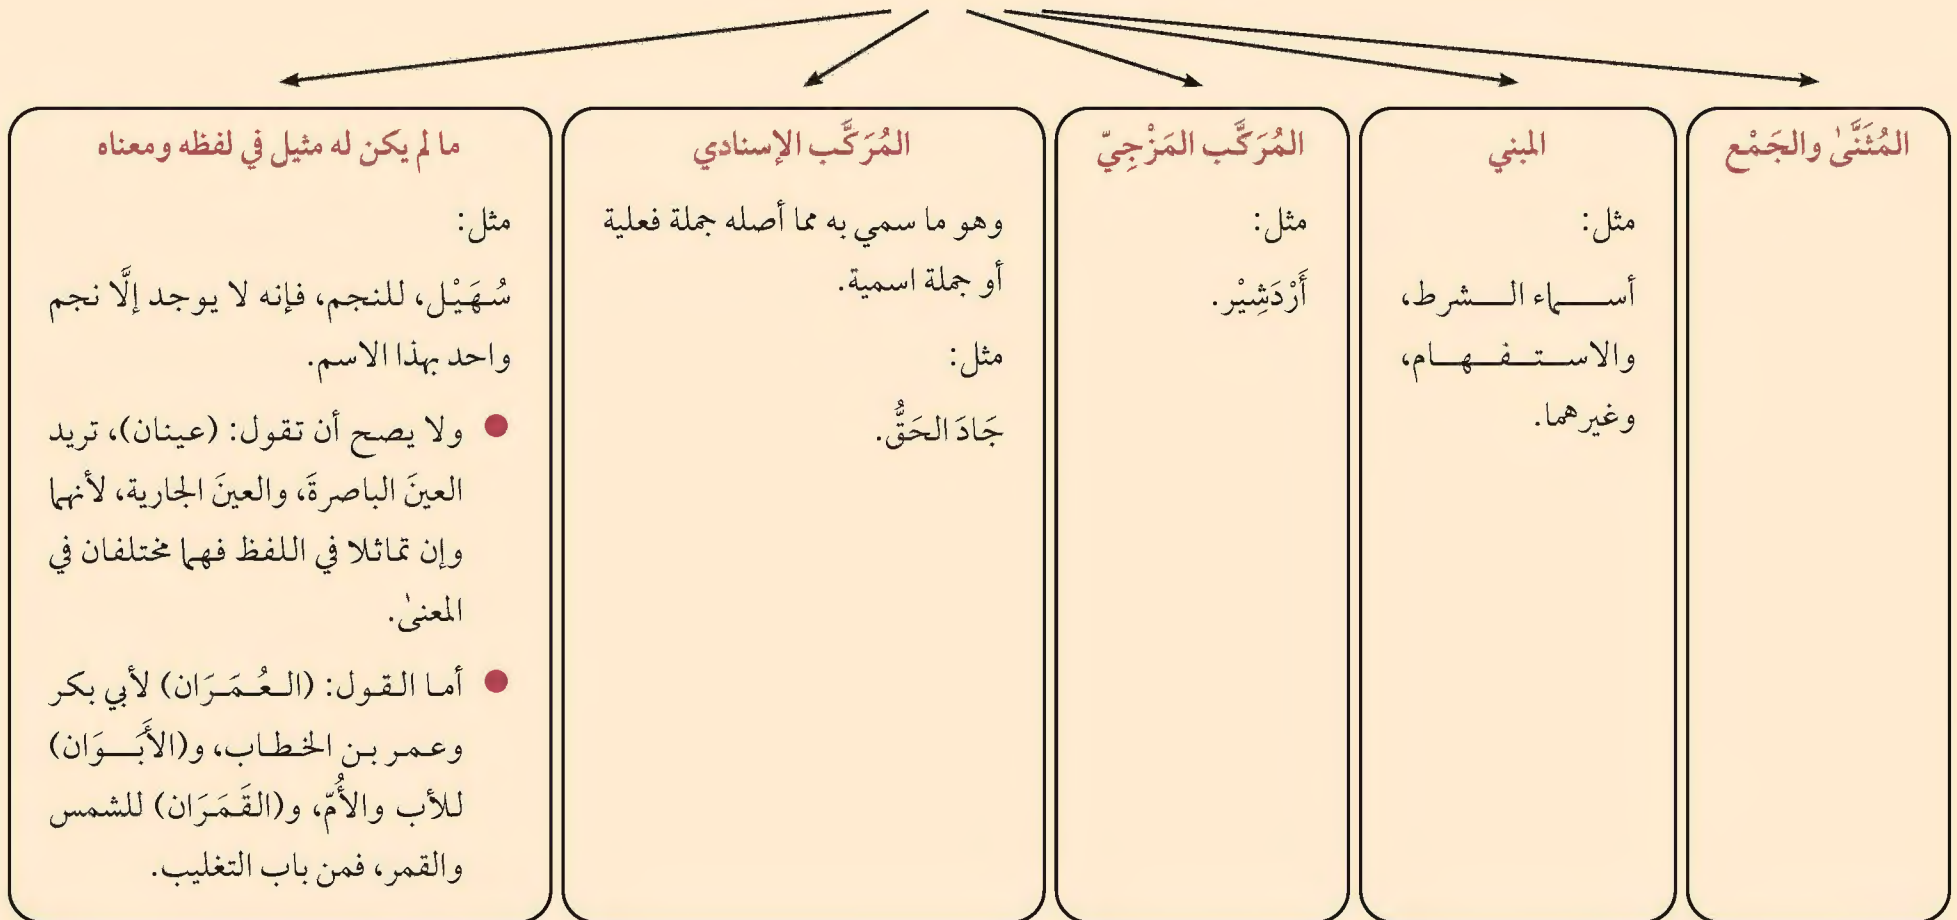 المُثَنَّىٰ والجَمْع
المبني
مثل:
أسماء الشرط،
والاستفهام،
وغيرهما.
المُرَكَّب المَزْجِيّ
مثل:
أَرْدَشِيْر.
المُرَكَّب الإسنادي
وهو ما سمي به مما أصله جملة فعلية
أو جملة اسمية.
مثل:
جَادَ الحَقُّ.
ما لم يكن له مثيل في لفظه ومعناه
مثل:
سُهَيْل، للنجم، فإنه لا يوجد إلَّا نجم
واحد بهذا الاسم.
● ولا يصح أن تقول: (عينان)، تريد
العينَ الباصرةَ، والعينَ الجارية، لأنهما
وإن تماثلا في اللفظ فهما مختلفان في
المعنىٰ.
● أما القول: (العُمَرَان) لأبي بكر
وعمر بن الخطاب، و(الأَبَوَان)
للأب والأُمّ، و(القَمَرَان) للشمس
والقمر، فمن باب التغليب.